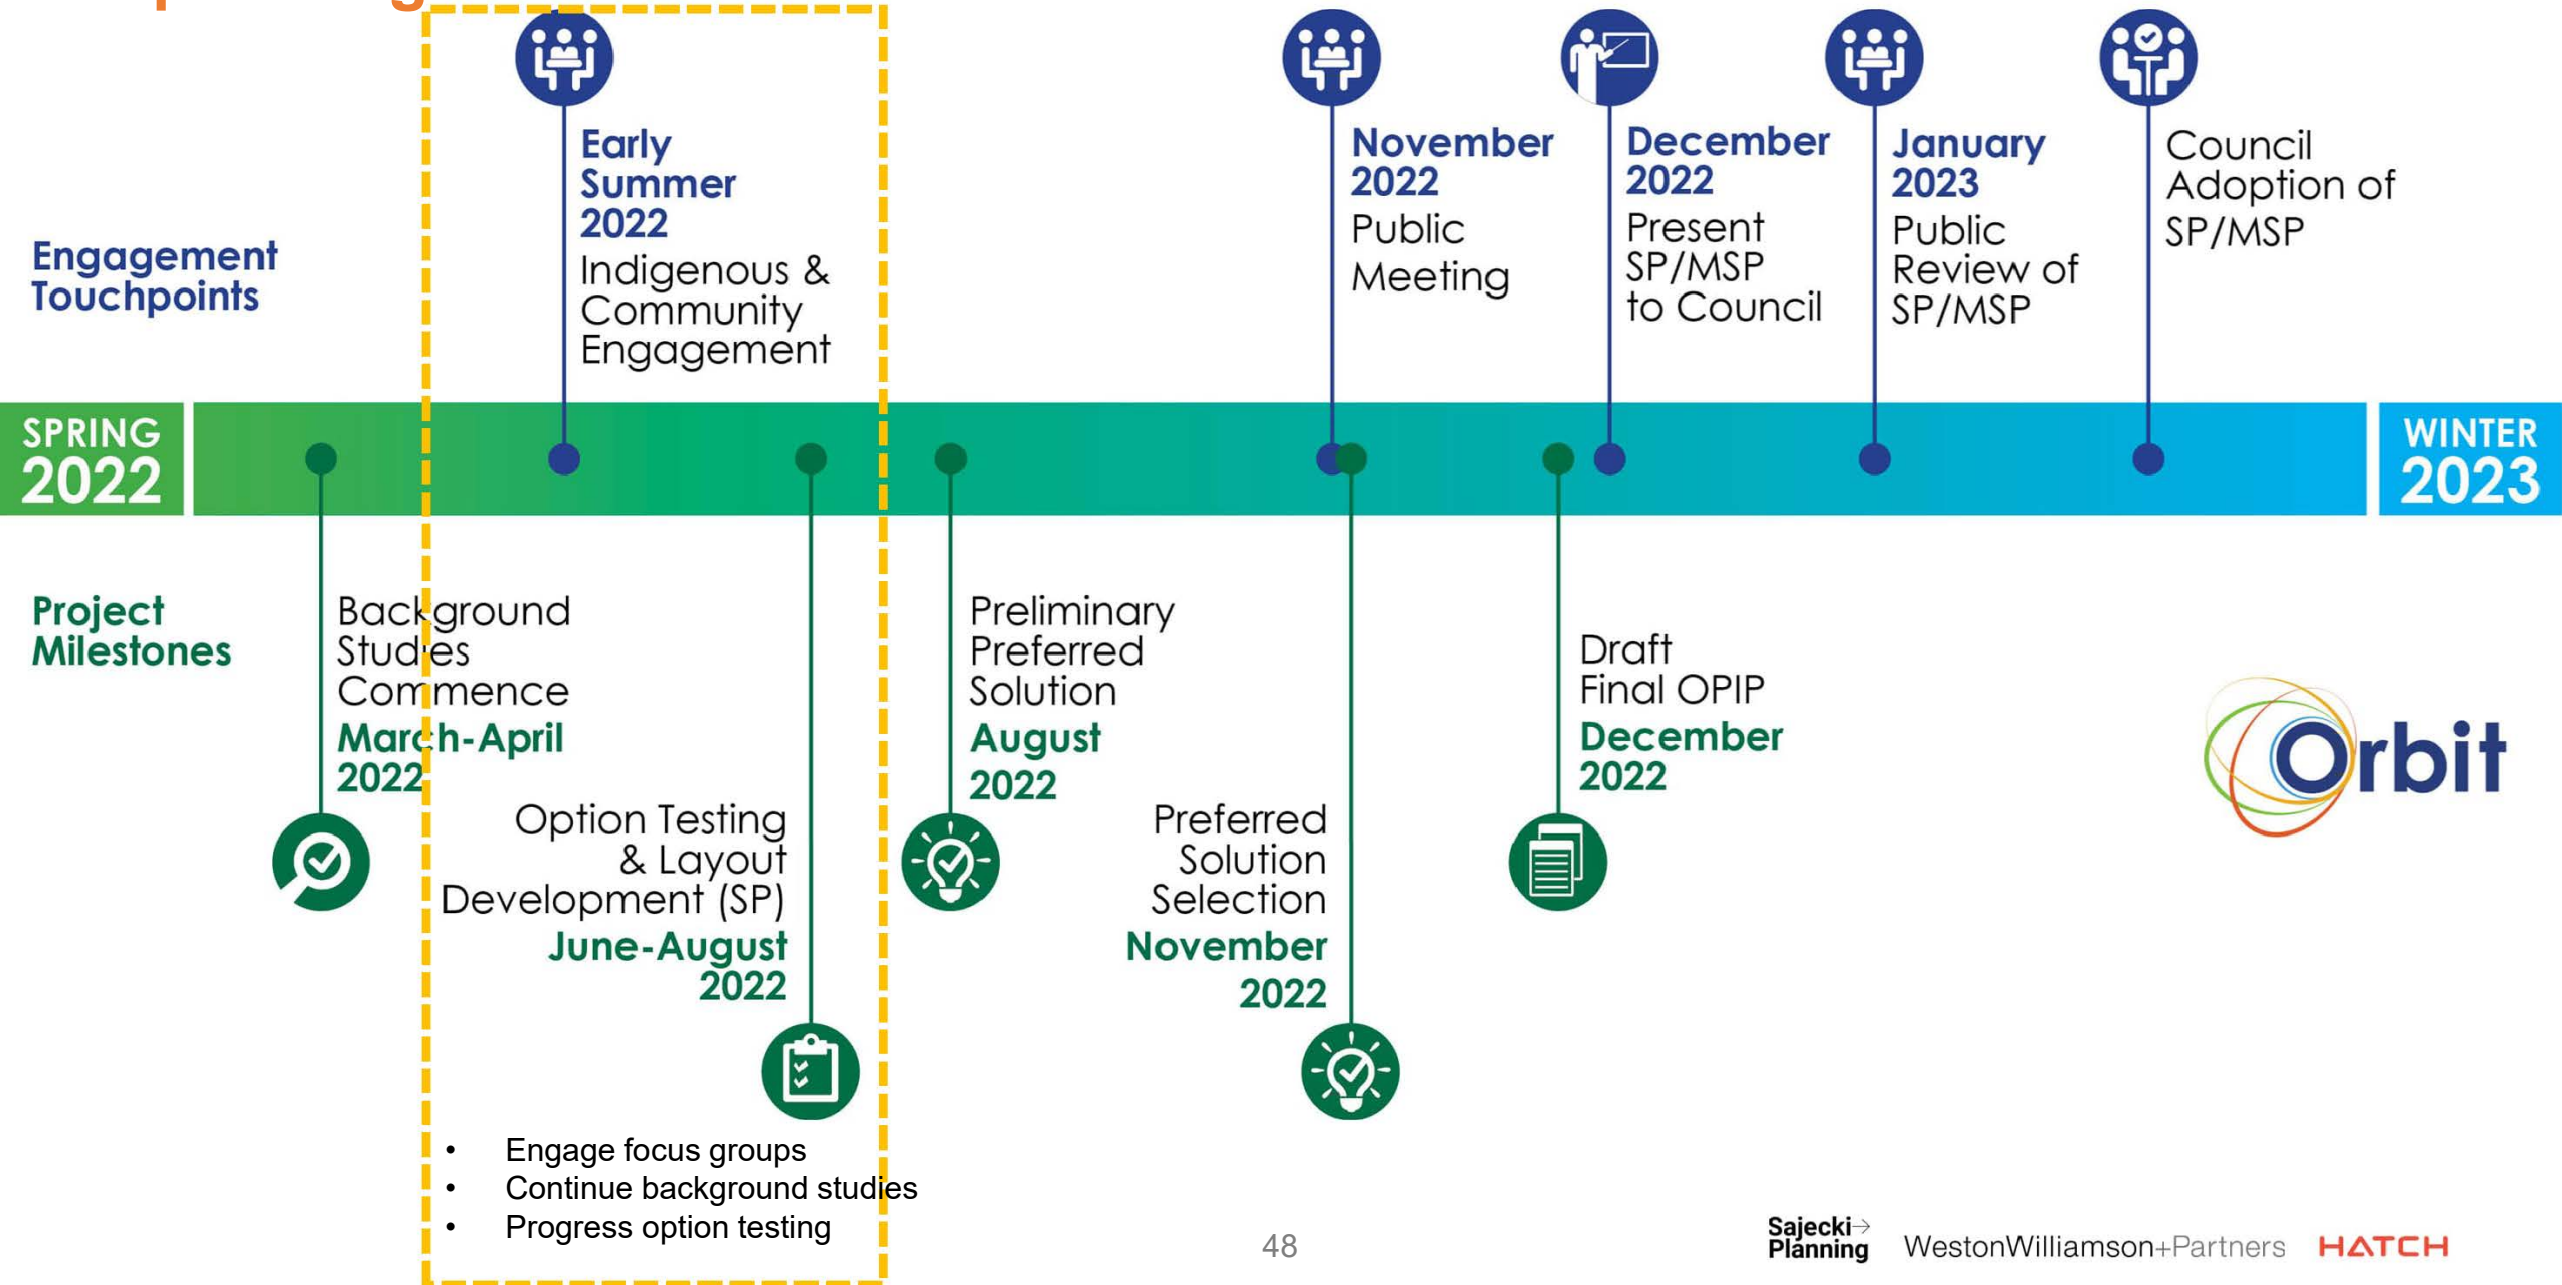 Early
Summer
2022
Indigenous &
Community
Engagement
November
2022
Public
Meeting
December
2022
Present
SP/MSP
to Council
January
2023
Public
Review of
SP/MSP
Council
Adoption of
SP/MSP
Engagement
Touchpoints
SPRING
2022
WINTER
2023
Project
Milestones
Background
Studies
Commence
March-April
2022
Option Testing
& Layout
Development (SP)
June-August
2022
Preliminary
Preferred
Solution
August
2022
Preferred
Solution
Selection
November
2022
Draft
Final OPIP
December
2022
Orbit
• Engage focus groups
• Continue background studies
• Progress option testing
48
Sajecki→
Planning
WestonWilliamson+Partners
HATCH